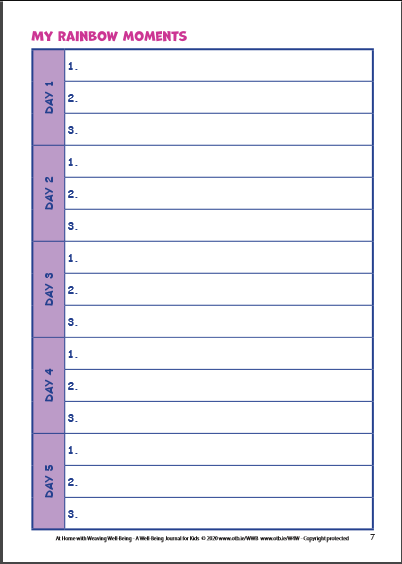 MY RAINBOW MOMENTS
DAY 1
1.
2.
3.
DAY 2
1.
2.
3.
DAY 3
1.
2.
3.
DAY 4
1.
2.
3.
DAY 5
1.
2.
3.
At Home with Weaving Well-Being - A Well-Being Journal for Kids © 2020 www.otb.ie/WWB www.otb.ie/WWW - Copyright protected 7